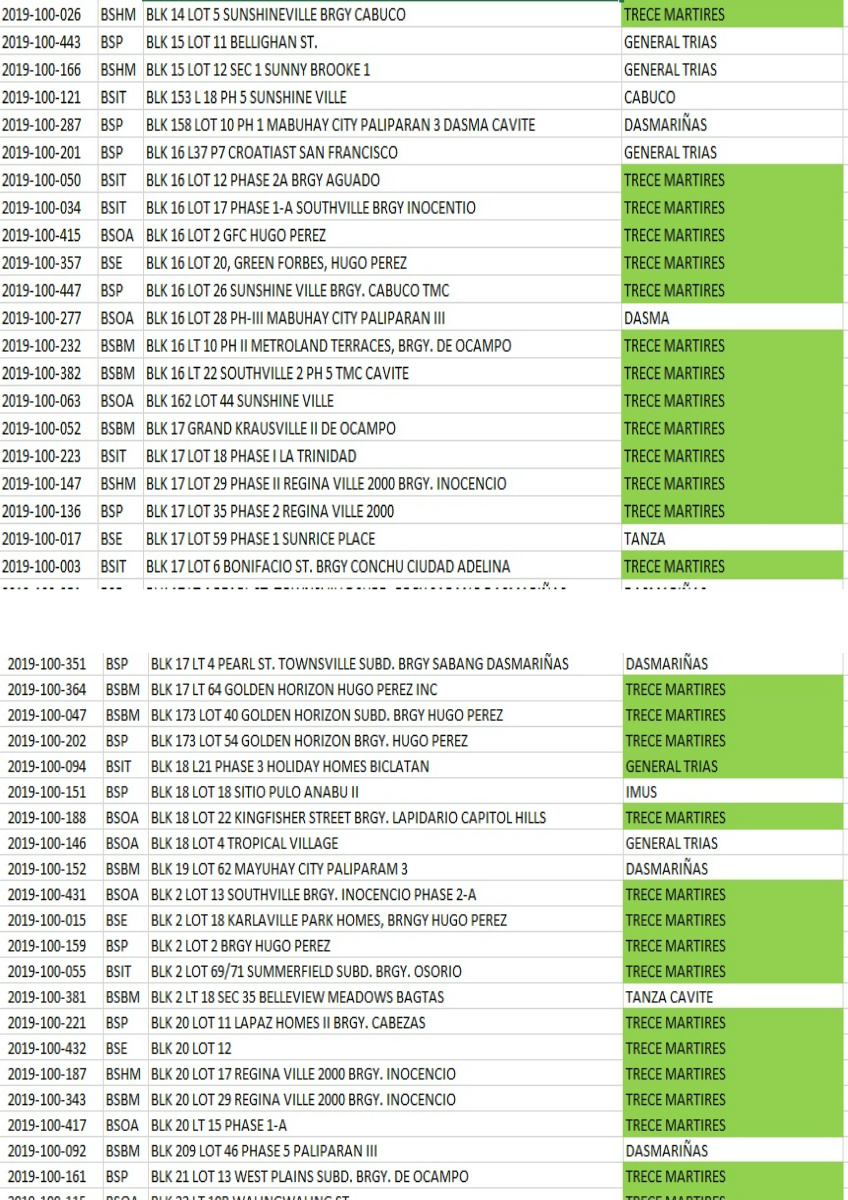 2019-100-026 BSHM BLK 14 LOT 5 SUNSHINEVILLE BRGY CABUCO TRECE MARTIRES
2019-100-443 BSP BLK 15 LOT 11 BELLIGHAN ST. GENERAL TRIAS
2019-100-166 BSHM BLK 15 LOT 12 SEC 1 SUNNY BROOKE 1 GENERAL TRIAS
2019-100-121 BSIT BLK 153 L 18 PH 5 SUNSHINE VILLE CABUCO
2019-100-287 BSP BLK 158 LOT 10 PH 1 MABUHAY CITY PALIPARAN 3 DASMA CAVITE DASMARIÑAS
2019-100-201 BSP BLK 16 L37 P7 CROATIAST SAN FRANCISCO GENERAL TRIAS
2019-100-050 BSIT BLK 16 LOT 12 PHASE 2A BRGY AGUADO TRECE MARTIRES
2019-100-034 BSIT BLK 16 LOT 17 PHASE 1-A SOUTHVILLE BRGY INOCENTIO TRECE MARTIRES
2019-100-415 BSOA BLK 16 LOT 2 GFC HUGO PEREZ TRECE MARTIRES
2019-100-357 BSE BLK 16 LOT 20, GREEN FORBES, HUGO PEREZ TRECE MARTIRES
2019-100-447 BSP BLK 16 LOT 26 SUNSHINE VILLE BRGY. CABUCO TMC TRECE MARTIRES
2019-100-277 BSOA BLK 16 LOT 28 PH-III MABUHAY CITY PALIPARAN III DASMA
2019-100-232 BSBM BLK 16 LT 10 PH II METROLAND TERRACES, BRGY. DE OCAMPO TRECE MARTIRES
2019-100-382 BSBM BLK 16 LT 22 SOUTHVILLE 2 PH 5 TMC CAVITE TRECE MARTIRES
2019-100-063 BSOA BLK 162 LOT 44 SUNSHINE VILLE TRECE MARTIRES
2019-100-052 BSBM BLK 17 GRAND KRAUSVILLE II DE OCAMPO TRECE MARTIRES
2019-100-223 BSIT BLK 17 LOT 18 PHASE I LA TRINIDAD TRECE MARTIRES
2019-100-147 BSHM BLK 17 LOT 29 PHASE II REGINA VILLE 2000 BRGY. INOCENCIO TRECE MARTIRES
2019-100-136 BSP BLK 17 LOT 35 PHASE 2 REGINA VILLE 2000 TRECE MARTIRES
2019-100-017 BSE BLK 17 LOT 59 PHASE 1 SUNRICE PLACE TANZA
2019-100-003 BSIT BLK 17 LOT 6 BONIFACIO ST. BRGY CONCHU CIUDAD ADELINA TRECE MARTIRES
2019-100-351 BSP BLK 17 LT 4 PEARL ST. TOWNSVILLE SUBD. BRGY SABANG DASMARIÑAS DASMARIÑAS
2019-100-364 BSBM BLK 17 LT 64 GOLDEN HORIZON HUGO PEREZ INC TRECE MARTIRES
2019-100-047 BSBM BLK 173 LOT 40 GOLDEN HORIZON SUBD. BRGY HUGO PEREZ TRECE MARTIRES
2019-100-202 BSP BLK 173 LOT 54 GOLDEN HORIZON BRGY. HUGO PEREZ TRECE MARTIRES
2019-100-094 BSIT BLK 18 L21 PHASE 3 HOLIDAY HOMES BICLATAN GENERAL TRIAS
2019-100-151 BSP BLK 18 LOT 18 SITIO PULO ANABU II IMUS
2019-100-188 BSOA BLK 18 LOT 22 KINGFISHER STREET BRGY. LAPIDARIO CAPITOL HILLS TRECE MARTIRES
2019-100-146 BSOA BLK 18 LOT 4 TROPICAL VILLAGE GENERAL TRIAS
2019-100-152 BSBM BLK 19 LOT 62 MAYUHAY CITY PALIPARAM 3 DASMARIÑAS
2019-100-431 BSOA BLK 2 LOT 13 SOUTHVILLE BRGY. INOCENCIO PHASE 2-A TRECE MARTIRES
2019-100-015 BSE BLK 2 LOT 18 KARLAVILLE PARK HOMES, BRNGY HUGO PEREZ TRECE MARTIRES
2019-100-159 BSP BLK 2 LOT 2 BRGY HUGO PEREZ TRECE MARTIRES
2019-100-055 BSIT BLK 2 LOT 69/71 SUMMERFIELD SUBD. BRGY. OSORIO TRECE MARTIRES
2019-100-381 BSBM BLK 2 LT 18 SEC 35 BELLEVIEW MEADOWS BAGTAS TANZA CAVITE
2019-100-221 BSP BLK 20 LOT 11 LAPAZ HOMES II BRGY. CABEZAS TRECE MARTIRES
2019-100-432 BSE BLK 20 LOT 12 TRECE MARTIRES
2019-100-187 BSHM BLK 20 LOT 17 REGINA VILLE 2000 BRGY. INOCENCIO TRECE MARTIRES
2019-100-343 BSBM BLK 20 LOT 29 REGINA VILLE 2000 BRGY. INOCENCIO TRECE MARTIRES
2019-100-417 BSOA BLK 20 LT 15 PHASE 1-A TRECE MARTIRES
2019-100-092 BSBM BLK 209 LOT 46 PHASE 5 PALIPARAN III DASMARIÑAS
2019-100-161 BSP BLK 21 LOT 13 WEST PLAINS SUBD. BRGY. DE OCAMPO TRECE MARTIRES